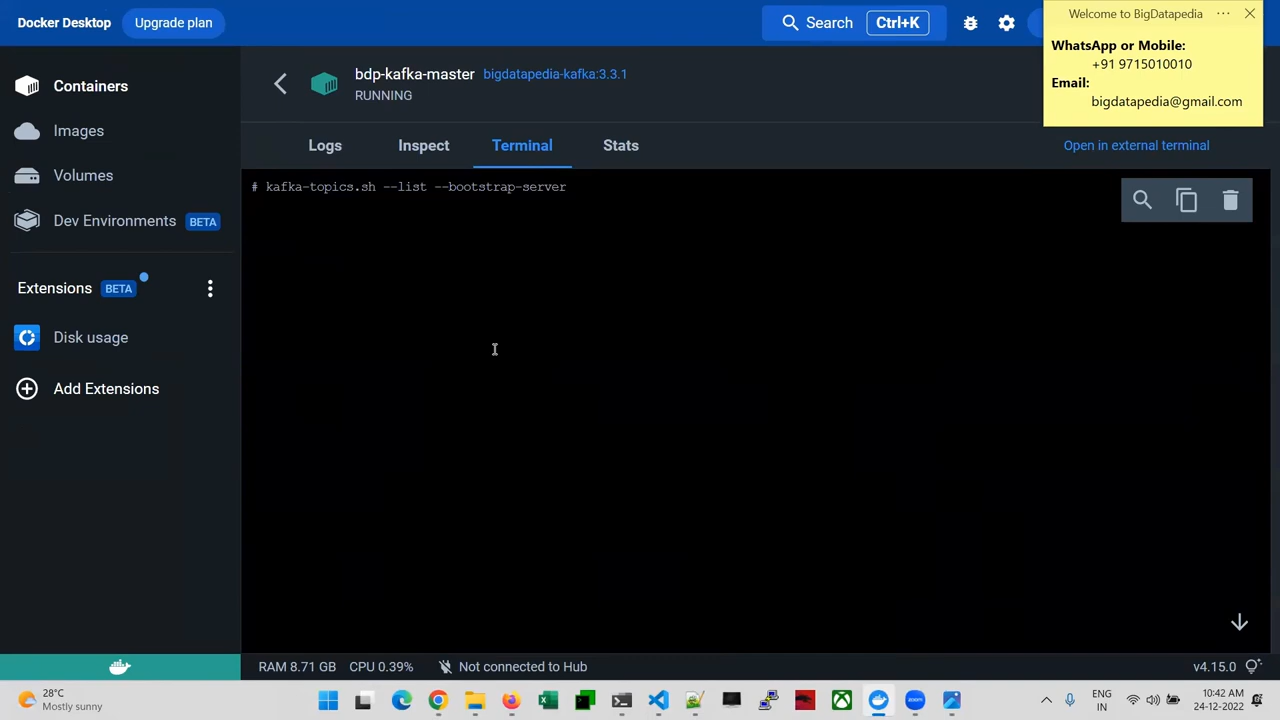 Docker Desktop
Upgrade plan
Search
Ctrl+K
Welcome to BigDatapedia
WhatsApp or Mobile:
+91 9715010010
Email:
bigdatapedia@gmail.com
Containers
Images
Volumes
Dev Environments
BETA
Extensions
BETA
Disk usage
Add Extensions
bdp-kafka-master bigdatapedia-kafka:3.3.1
RUNNING
Logs
Inspect
Terminal
Stats
Open in external terminal
# kafka-topics.sh --list --bootstrap-server
RAM 8.71 GB CPU 0.39% Not connected to Hub
v4.15.0
28°C
Mostly sunny
zoom
ENG
IN
10:42 AM
24-12-2022